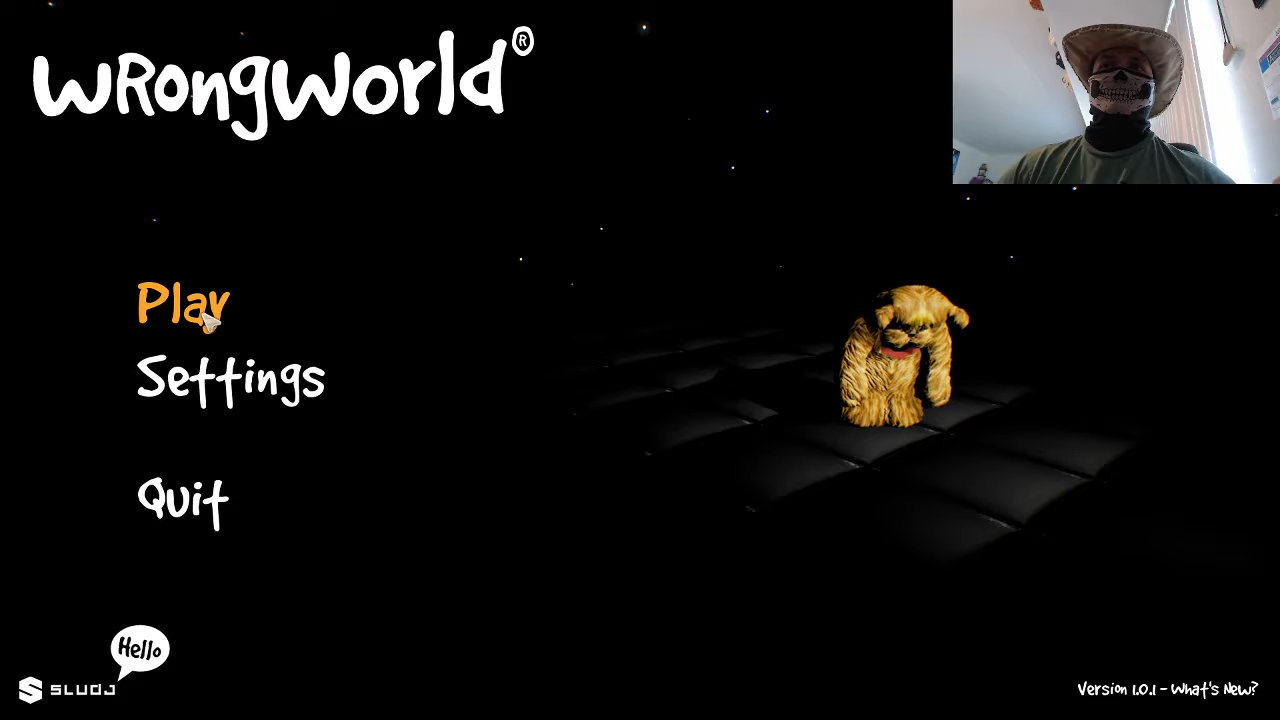 wRongworld®
Play
Settings
Quit
Hello
SLUDJ
Version 1.0.1 - What's New?